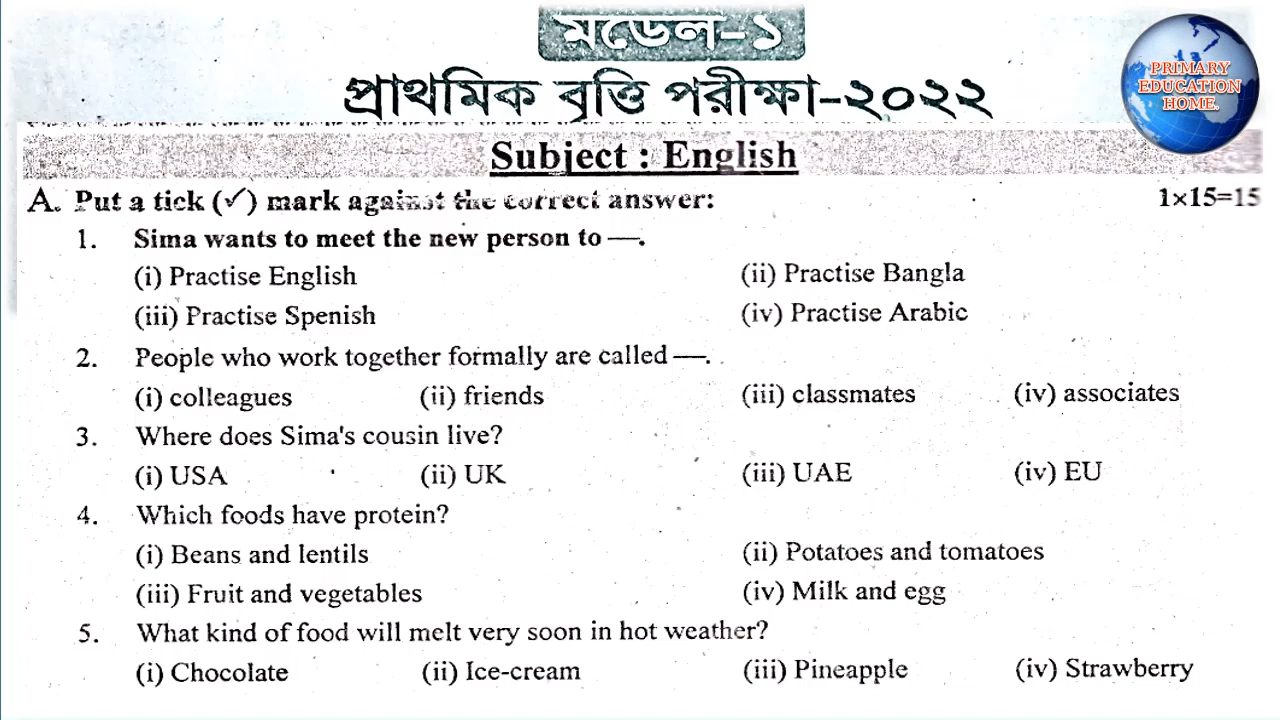 মডেল-১
প্রাথমিক বৃত্তি পরীক্ষা-২০২২
PRIMARY
EDUCATION
HOME.
Subject : English
A. Put a tick (✓) mark against the correct answer: 1×15=15
1. Sima wants to meet the new person to —.
(i) Practise English (ii) Practise Bangla
(iii) Practise Spenish (iv) Practise Arabic
2. People who work together formally are called —.
(i) colleagues (ii) friends (iii) classmates (iv) associates
3. Where does Sima's cousin live?
(i) USA (ii) UK (iii) UAE (iv) EU
4. Which foods have protein?
(i) Beans and lentils (ii) Potatoes and tomatoes
(iii) Fruit and vegetables (iv) Milk and egg
5. What kind of food will melt very soon in hot weather?
(i) Chocolate (ii) Ice-cream (iii) Pineapple (iv) Strawberry